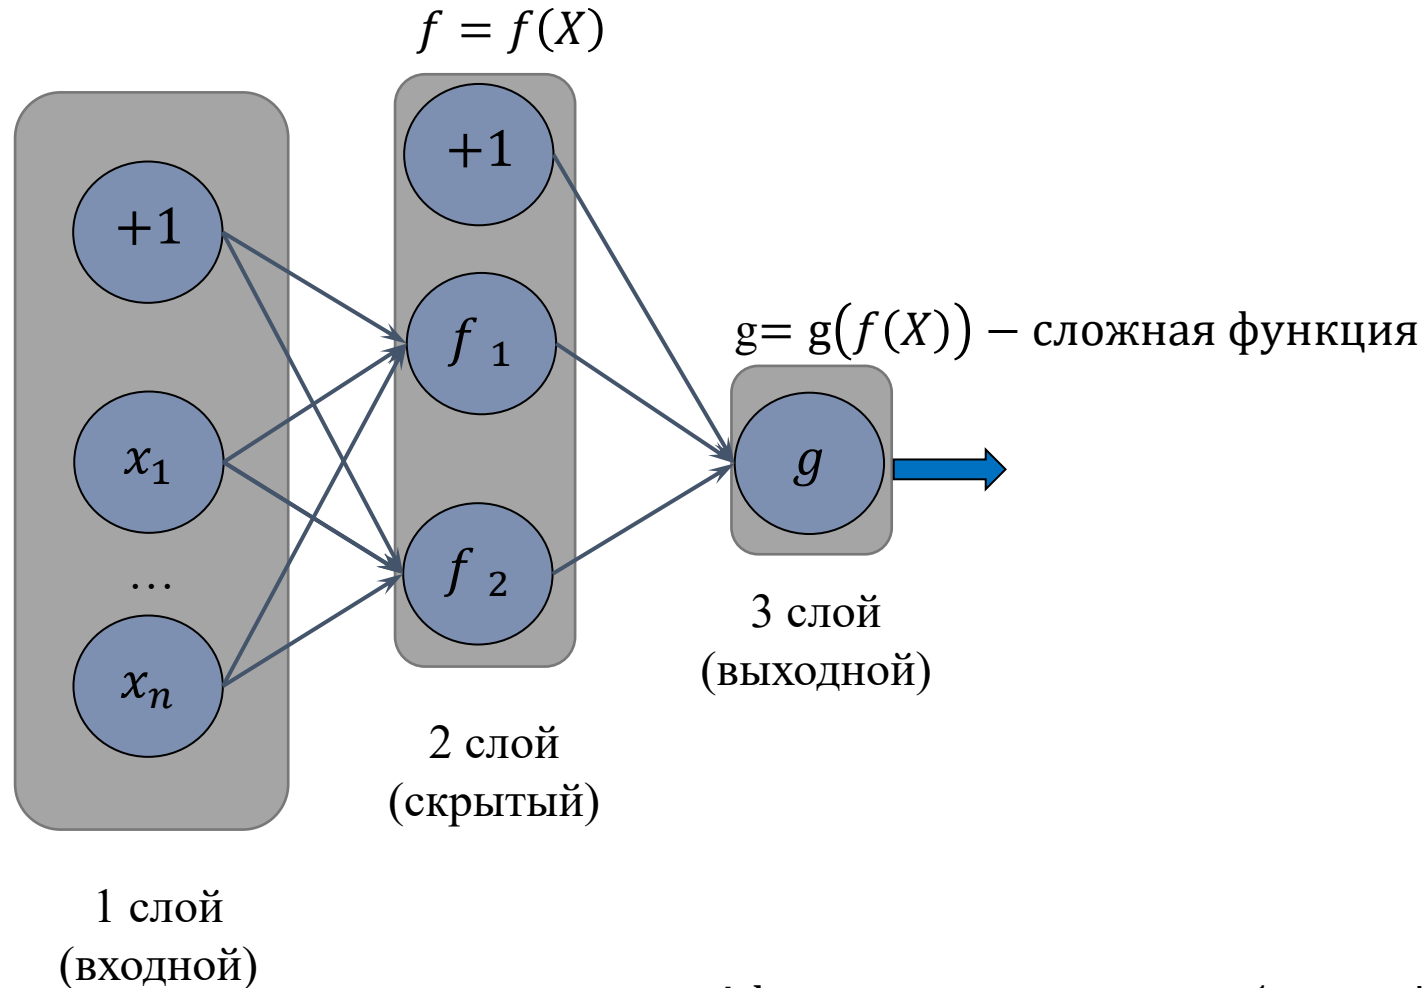 f = f(X)
+1
+1
f 1
g= g(f(X)) − сложная функция
x1
g
…
f 2
xn
3 слой
(выходной)
2 слой
(скрытый)
1 слой
(входной)